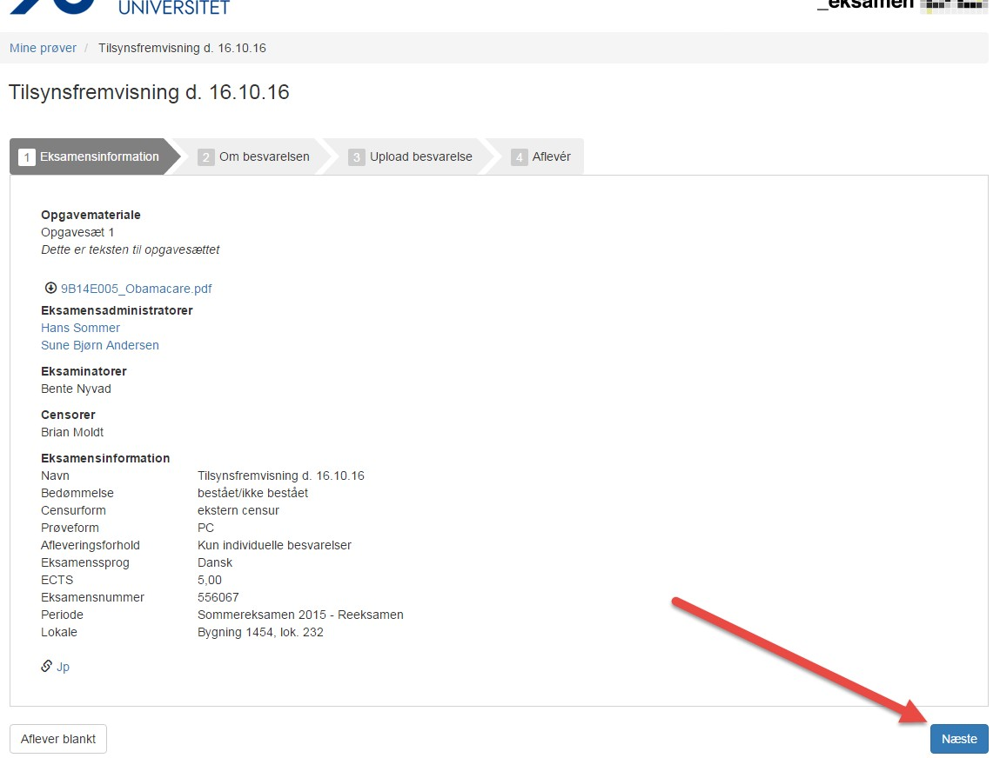 UNIVERSITET
_eksamen
Mine prøver / Tilsynsfremvisning d. 16.10.16
Tilsynsfremvisning d. 16.10.16
1 Eksamensinformation 2 Om besvarelsen 3 Upload besvarelse 4 Aflevér
Opgavemateriale
Opgavesæt 1
Dette er teksten til opgavesættet
9B14E005_Obamacare.pdf
Eksamensadministratorer
Hans Sommer
Sune Bjørn Andersen
Eksaminatorer
Bente Nyvad
Censorer
Brian Moldt
Eksamensinformation
Navn Tilsynsfremvisning d. 16.10.16
Bedømmelse bestået/ikke bestået
Censurform ekstern censur
Prøveform PC
Afleveringsforhold Kun individuelle besvarelser
Eksamenssprog Dansk
ECTS 5,00
Eksamensnummer 556067
Periode Sommereksamen 2015 - Reeksamen
Lokale Bygning 1454, lok. 232
Jp
Aflever blankt Næste